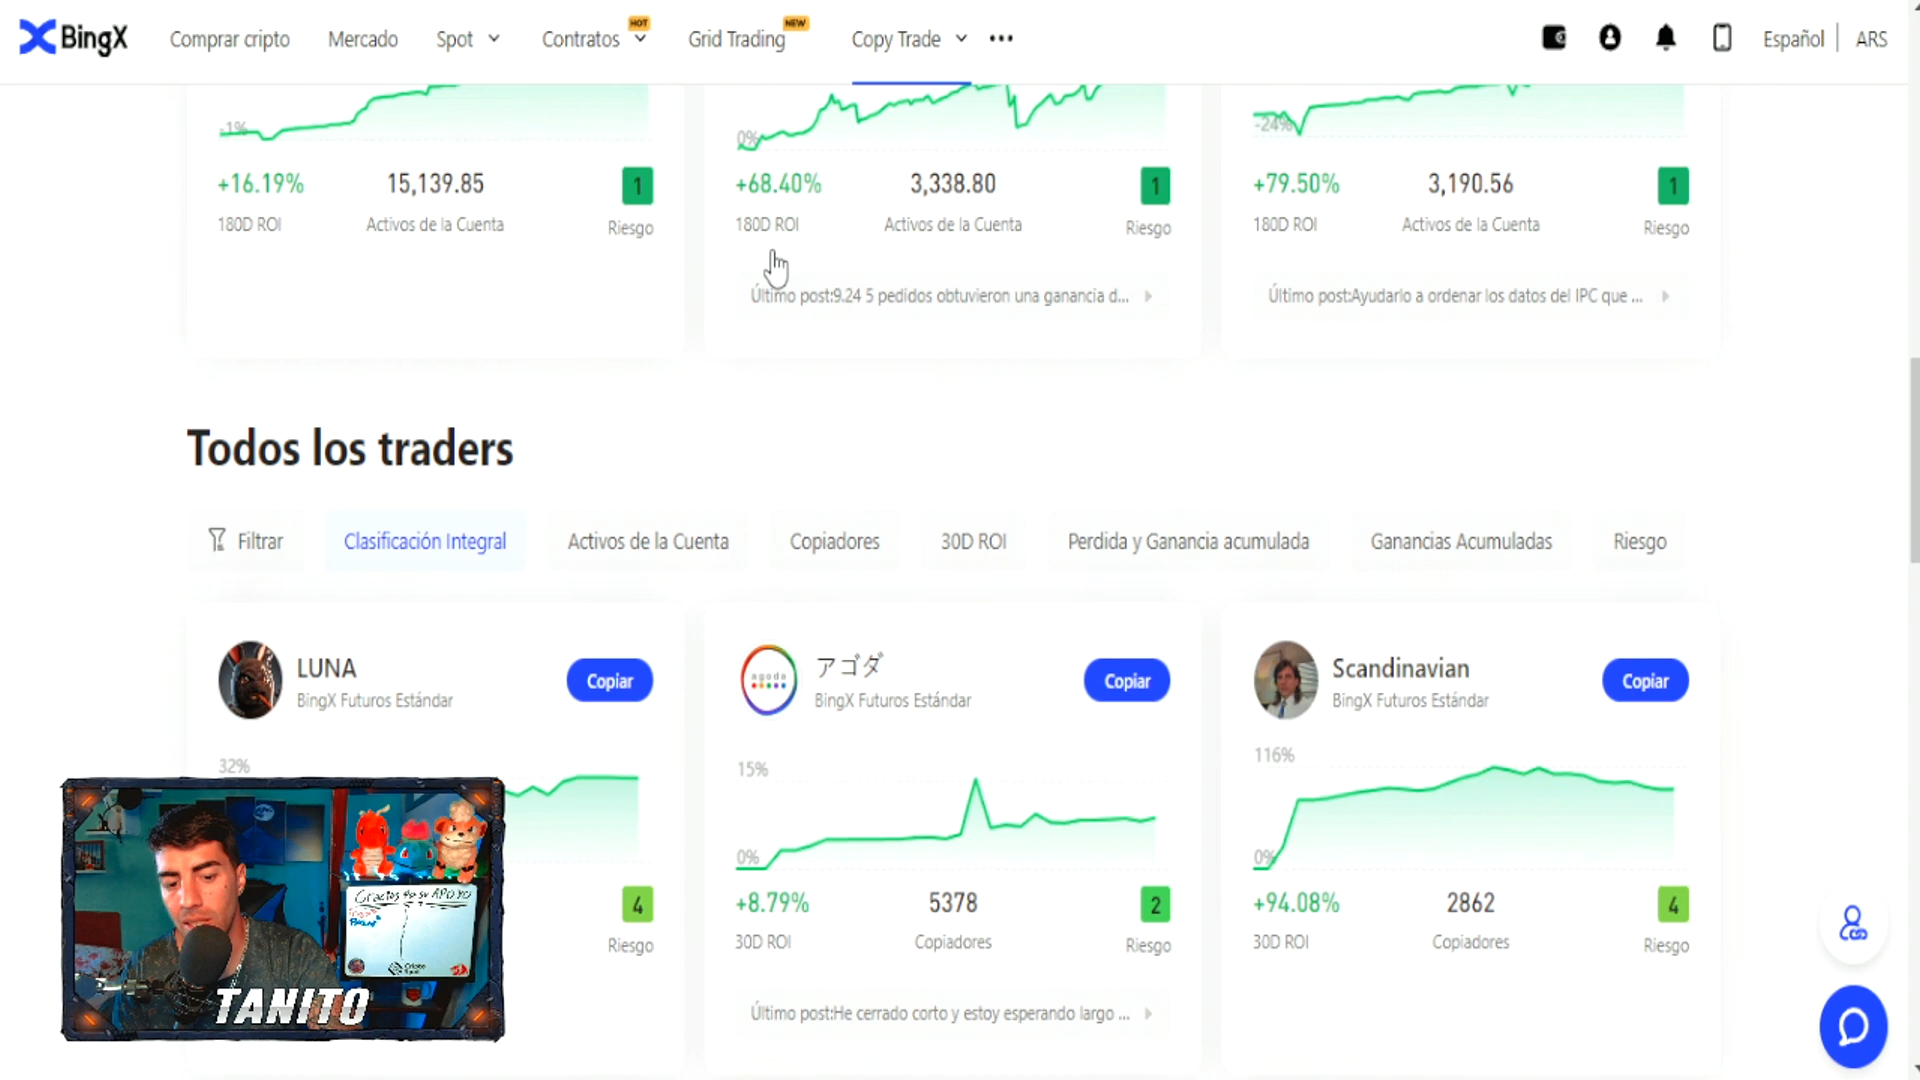 BingX
Comprar cripto
Mercado
Spot
Contratos
HOT
Grid Trading
NEW
Copy Trade
Español
ARS
-1%
0%
-24%
+16.19%
15,139.85
1
180D ROI
Activos de la Cuenta
Riesgo
+68.40%
3,338.80
1
180D ROI
Activos de la Cuenta
Riesgo
+79.50%
3,190.56
1
180D ROI
Activos de la Cuenta
Riesgo
Último post:9.24 5 pedidos obtuvieron una ganancia d...
Último post:Ayudarlo a ordenar los datos del IPC que ...
Todos los traders
Filtrar
Clasificación Integral
Activos de la Cuenta
Copiadores
30D ROI
Perdida y Ganancia acumulada
Ganancias Acumuladas
Riesgo
LUNA
BingX Futuros Estándar
Copiar
32%
4
Riesgo
agoda
アゴダ
BingX Futuros Estándar
Copiar
15%
0%
+8.79%
5378
2
30D ROI
Copiadores
Riesgo
Último post:He cerrado corto y estoy esperando largo ...
Scandinavian
BingX Futuros Estándar
Copiar
116%
0%
+94.08%
2862
4
30D ROI
Copiadores
Riesgo
Gracias por su APOYO
TANITO